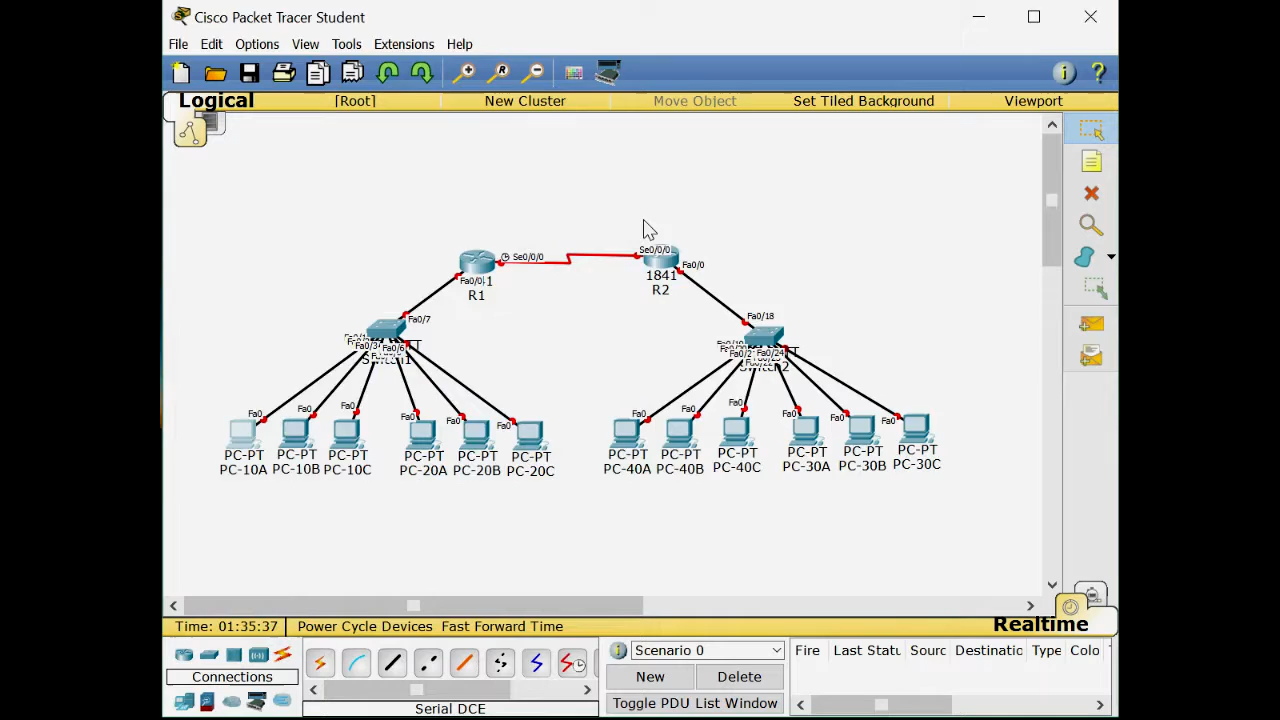 Cisco Packet Tracer Student
File Edit Options View Tools Extensions Help
Logical [Root] New Cluster Move Object Set Tiled Background Viewport
Se0/0/0 Se0/0/0
Fa0/0 1841 Fa0/0
R1 R2
Fa0/7 Fa0/18
Fa0/6 Fa0/24
Fa0 Fa0 Fa0 Fa0 Fa0 Fa0 Fa0 Fa0 Fa0 Fa0 Fa0 Fa0
PC-PT PC-PT PC-PT PC-PT PC-PT PC-PT PC-PT PC-PT PC-PT PC-PT PC-PT PC-PT
PC-10A PC-10B PC-10C PC-20A PC-20B PC-20C PC-40A PC-40B PC-40C PC-30A PC-30B PC-30C
Realtime
Time: 01:35:37 Power Cycle Devices Fast Forward Time
Scenario 0 Fire Last Statu Sourc Destinatic Type Colo
Connections New Delete
Serial DCE Toggle PDU List Window